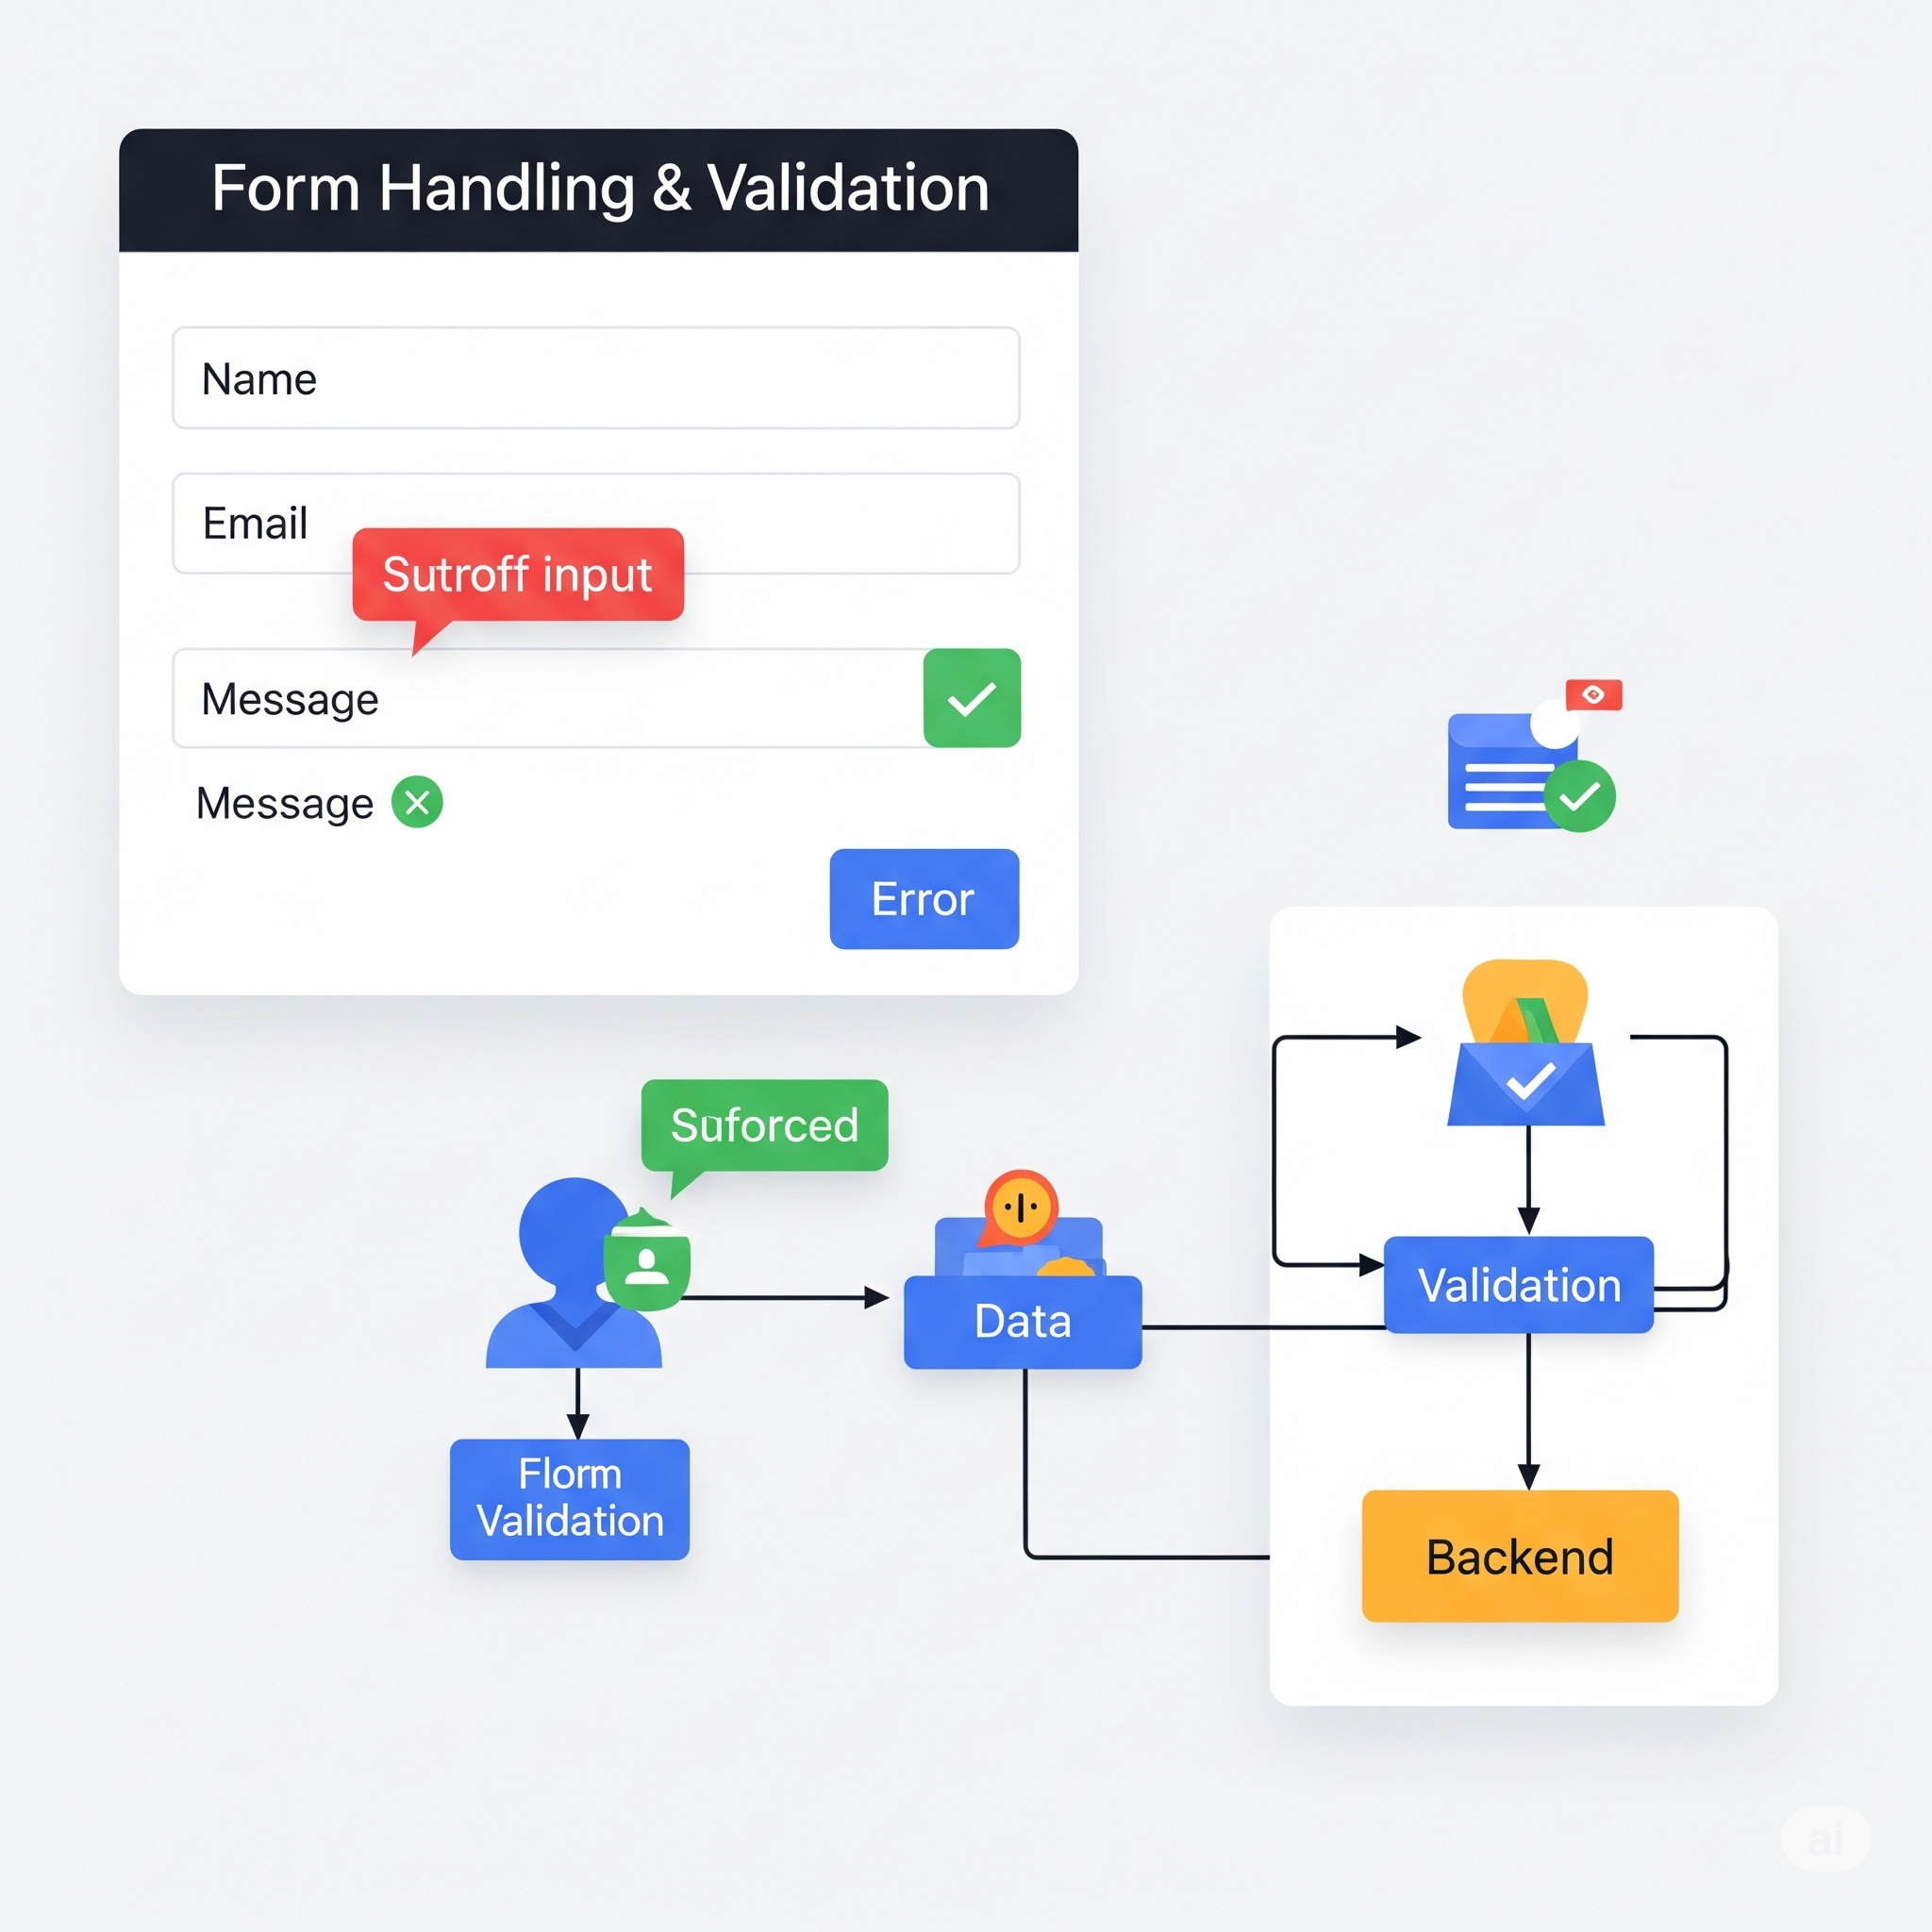 Form Handling & Validation
Name
Email
Sutroff input
Message
Message
Error
Suforced
Data
Validation
Florm
Validation
Backend
ai